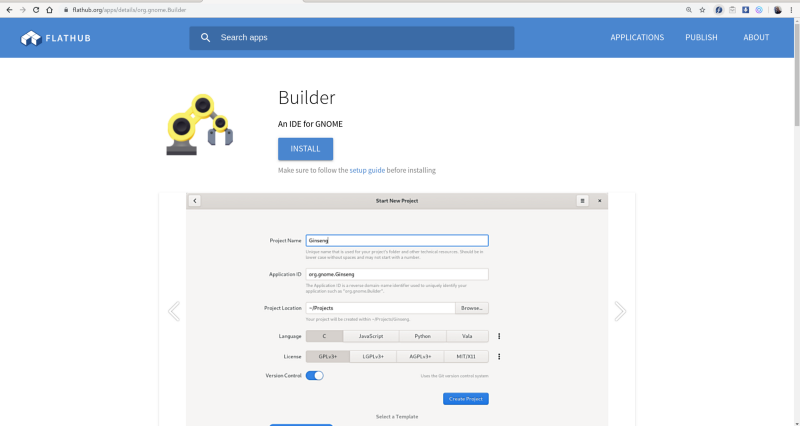 flathub.org/apps/details/org.gnome.Builder
FLATHUB
Search apps
APPLICATIONS
PUBLISH
ABOUT
Builder
An IDE for GNOME
INSTALL
Make sure to follow the setup guide before installing
Start New Project
Project Name
Ginseng
Unique name that is used for your project's folder and other technical resources. Should be in
lower case without spaces and may not start with a number.
Application ID
org.gnome.Ginseng
The Application ID is a reverse domain-name identifier used to uniquely identify your
application such as "org.gnome.Builder".
Project Location
~/Projects
Browse...
Your project will be created within ~/Projects/Ginseng.
Language
C
JavaScript
Python
Vala
License
GPLv3+
LGPLv3+
AGPLv3+
MIT/X11
Version Control
Uses the Git version control system
Create Project
Select a Template